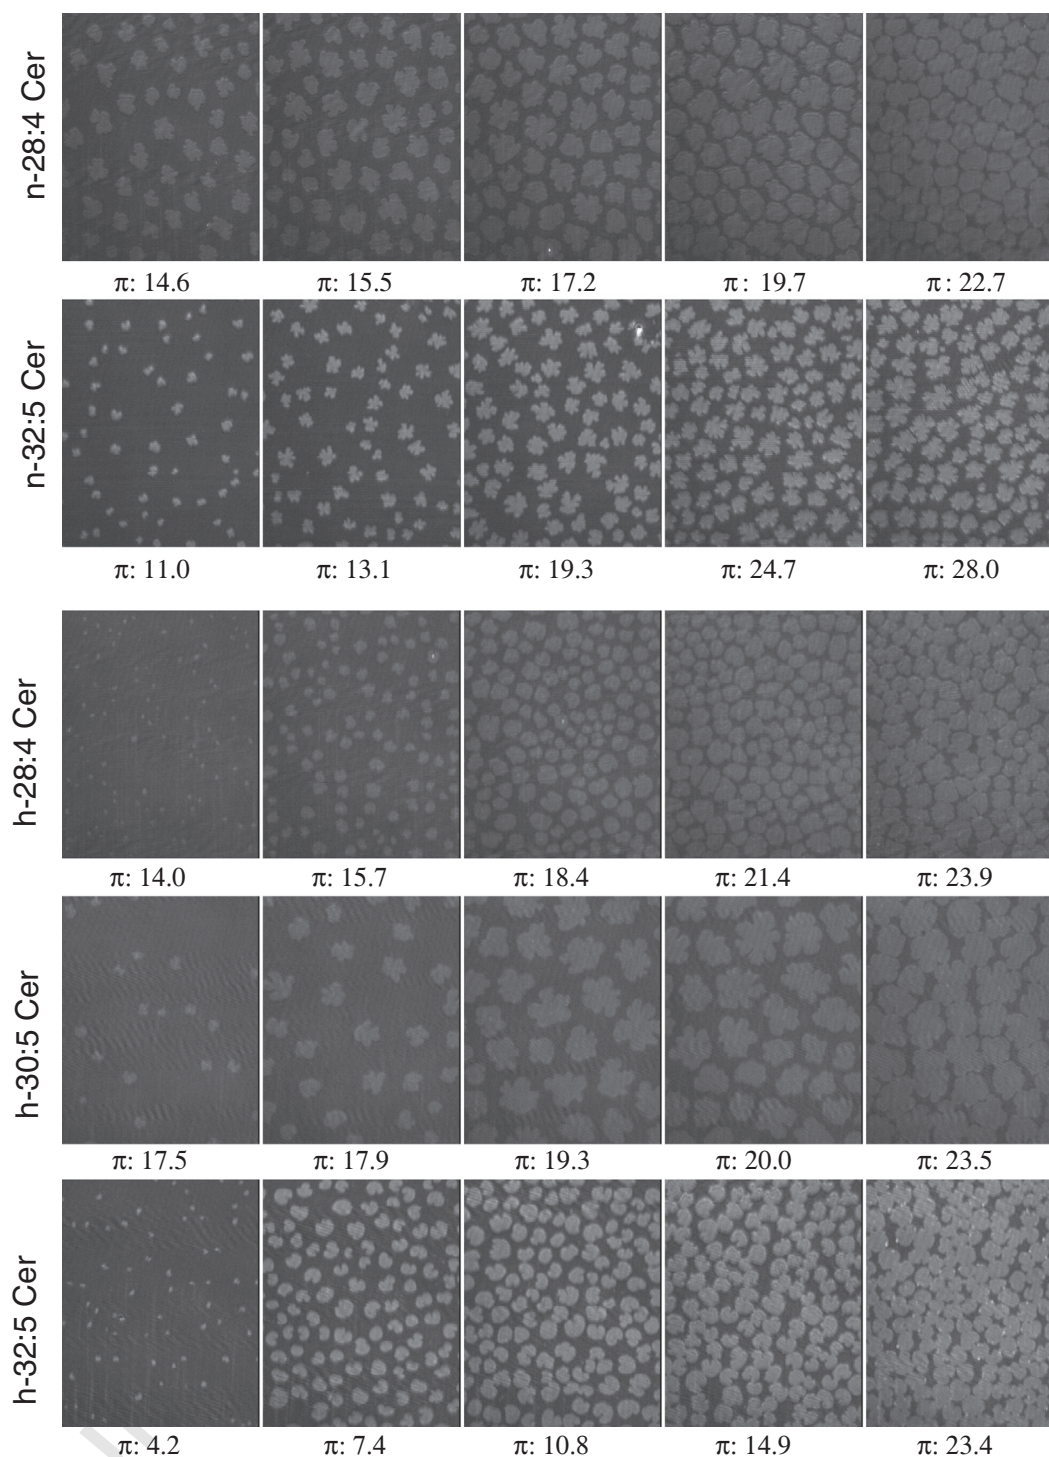 n-28:4 Cer
π: 14.6 π: 15.5 π: 17.2 π: 19.7 π: 22.7
n-32:5 Cer
π: 11.0 π: 13.1 π: 19.3 π: 24.7 π: 28.0
h-28:4 Cer
π: 14.0 π: 15.7 π: 18.4 π: 21.4 π: 23.9
h-30:5 Cer
π: 17.5 π: 17.9 π: 19.3 π: 20.0 π: 23.5
h-32:5 Cer
π: 4.2 π: 7.4 π: 10.8 π: 14.9 π: 23.4